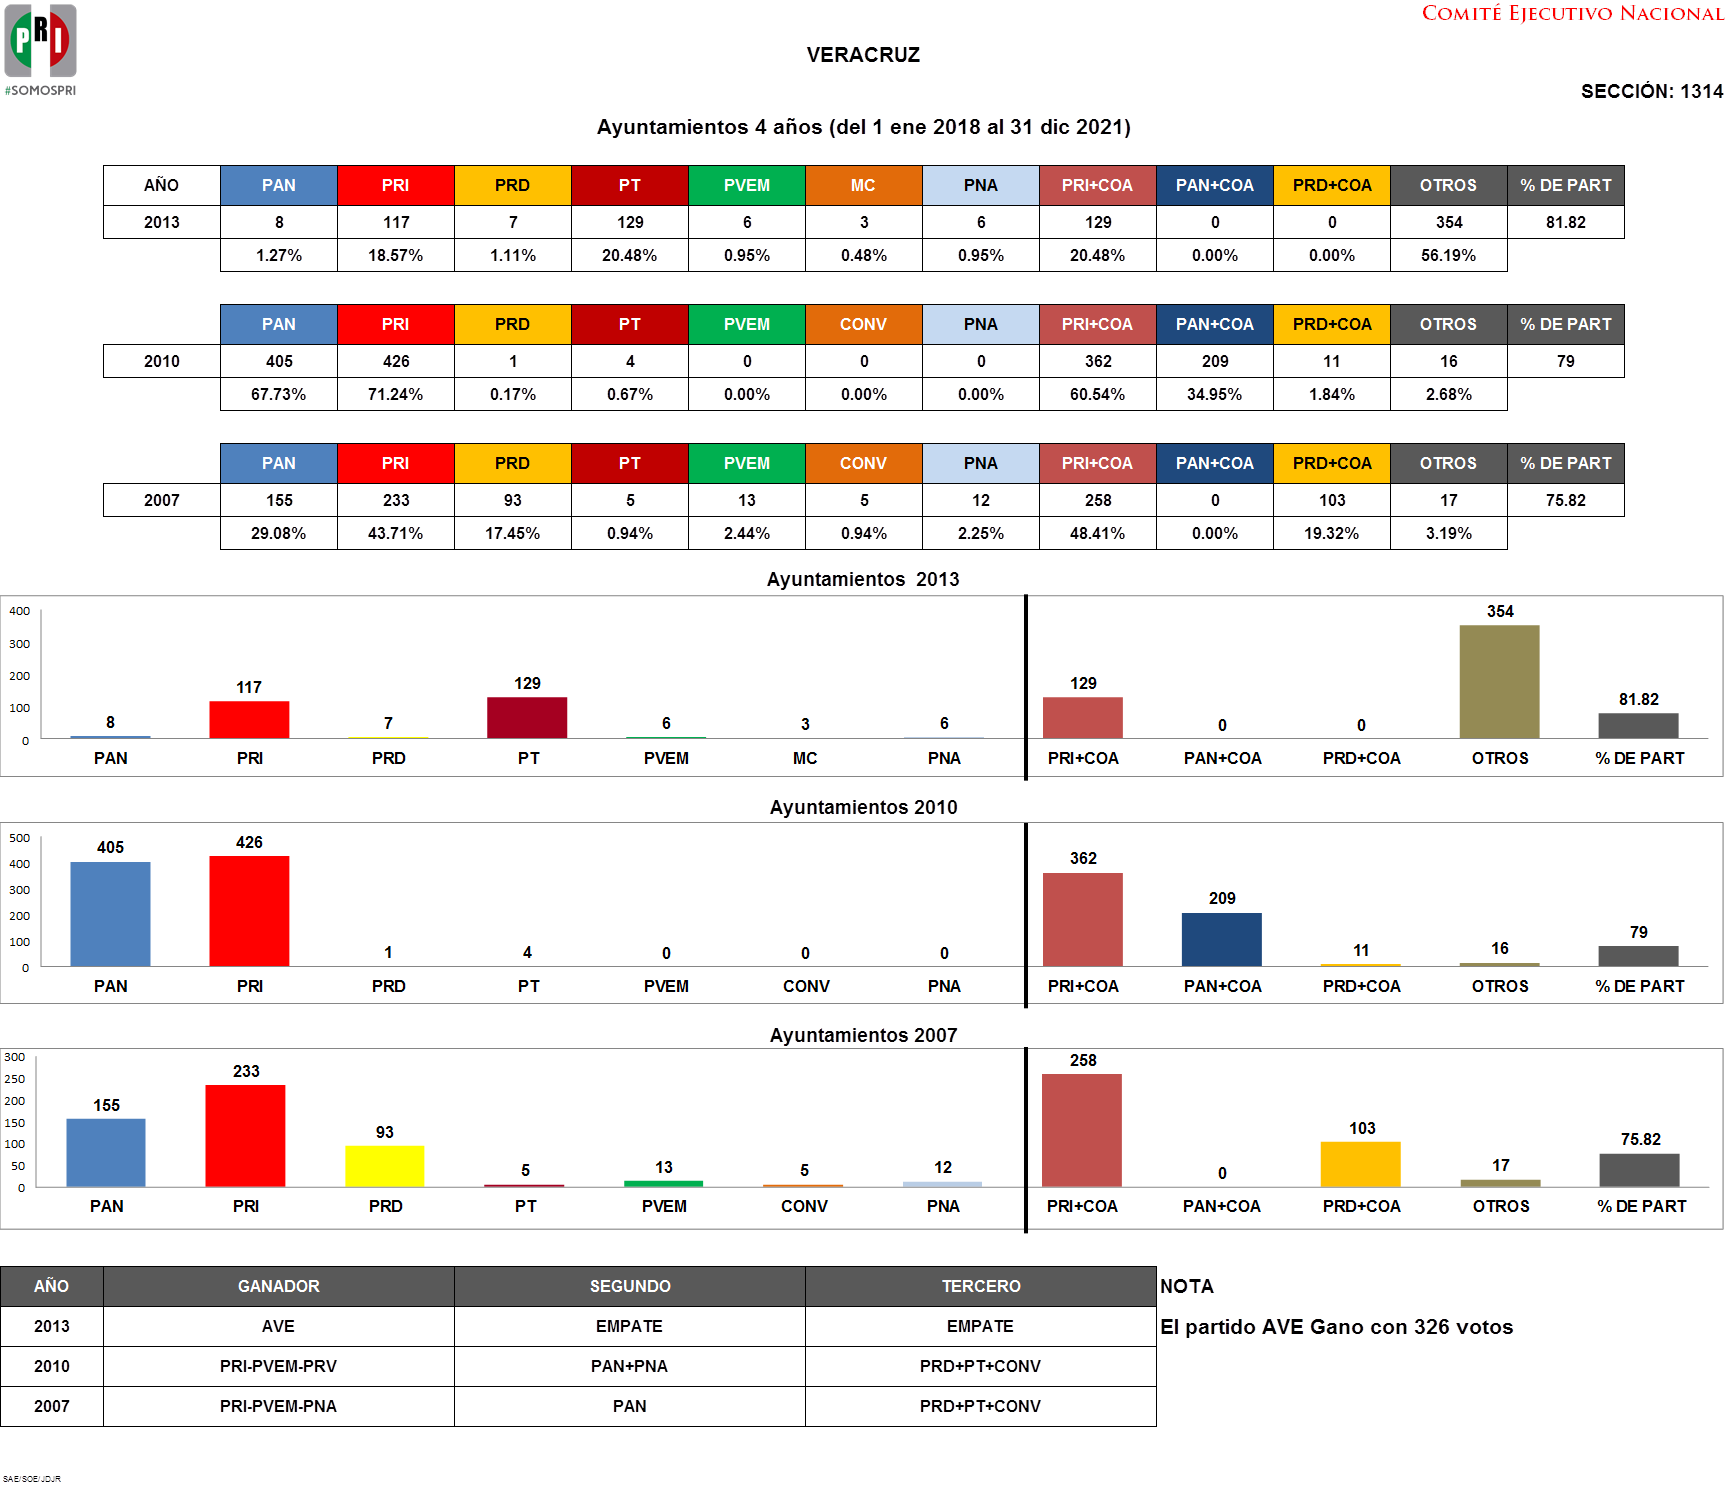 PRI
#SOMOSPRI
COMITÉ EJECUTIVO NACIONAL
VERACRUZ
SECCIÓN: 1314
Ayuntamientos 4 años (del 1 ene 2018 al 31 dic 2021)
AÑO PAN PRI PRD PT PVEM MC PNA PRI+COA PAN+COA PRD+COA OTROS % DE PART
2013 8 117 7 129 6 3 6 129 0 0 354 81.82
1.27% 18.57% 1.11% 20.48% 0.95% 0.48% 0.95% 20.48% 0.00% 0.00% 56.19%
PAN PRI PRD PT PVEM CONV PNA PRI+COA PAN+COA PRD+COA OTROS % DE PART
2010 405 426 1 4 0 0 0 362 209 11 16 79
67.73% 71.24% 0.17% 0.67% 0.00% 0.00% 0.00% 60.54% 34.95% 1.84% 2.68%
PAN PRI PRD PT PVEM CONV PNA PRI+COA PAN+COA PRD+COA OTROS % DE PART
2007 155 233 93 5 13 5 12 258 0 103 17 75.82
29.08% 43.71% 17.45% 0.94% 2.44% 0.94% 2.25% 48.41% 0.00% 19.32% 3.19%
Ayuntamientos 2013
400
300
200
100
0
8 117 7 129 6 3 6 129 0 0 354 81.82
PAN PRI PRD PT PVEM MC PNA PRI+COA PAN+COA PRD+COA OTROS % DE PART
Ayuntamientos 2010
500
400
300
200
100
0
405 426 1 4 0 0 0 362 209 11 16 79
PAN PRI PRD PT PVEM CONV PNA PRI+COA PAN+COA PRD+COA OTROS % DE PART
Ayuntamientos 2007
300
250
200
150
100
50
0
155 233 93 5 13 5 12 258 0 103 17 75.82
PAN PRI PRD PT PVEM CONV PNA PRI+COA PAN+COA PRD+COA OTROS % DE PART
AÑO GANADOR SEGUNDO TERCERO NOTA
2013 AVE EMPATE EMPATE El partido AVE Gano con 326 votos
2010 PRI-PVEM-PRV PAN+PNA PRD+PT+CONV
2007 PRI-PVEM-PNA PAN PRD+PT+CONV
SAE/SOE/JDJR